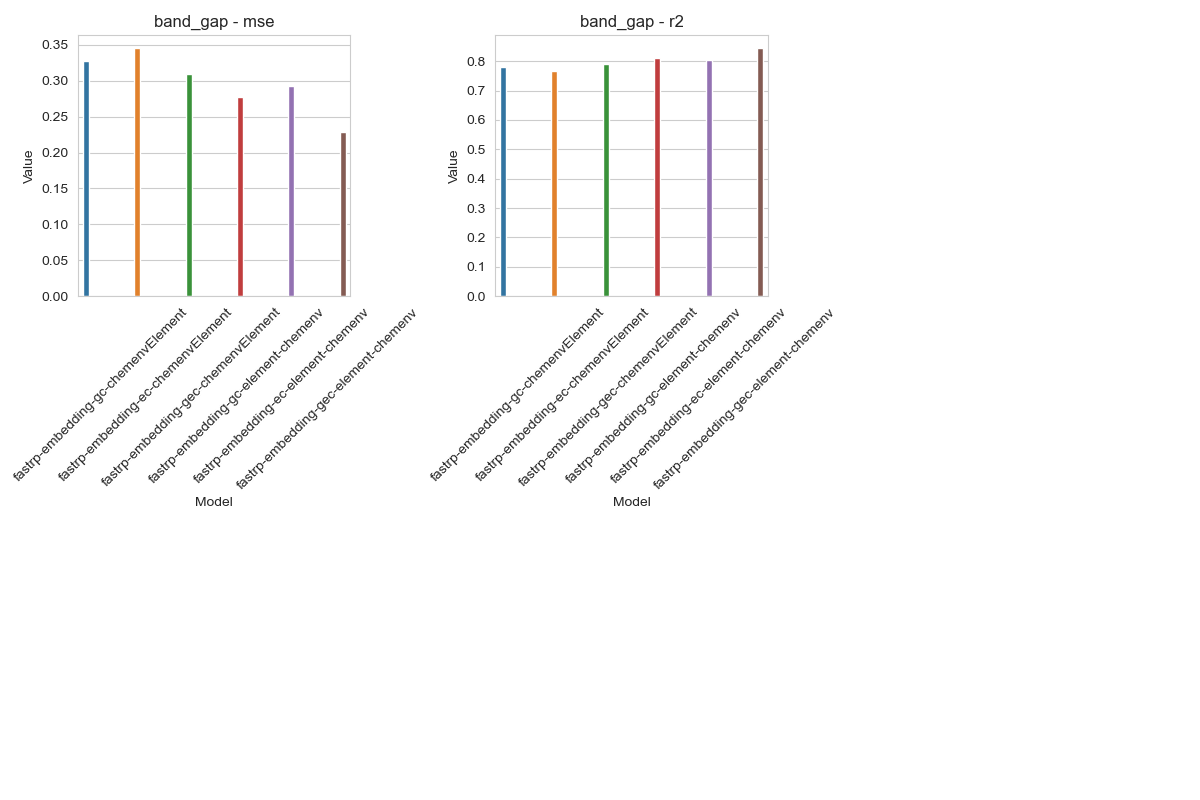 band_gap - mse
Value
0.35
0.30
0.25
0.20
0.15
0.10
0.05
0.00
fastrp-embedding-gc-chemenvElement
fastrp-embedding-ec-chemenvElement
fastrp-embedding-gec-chemenvElement
fastrp-embedding-gc-element-chemenv
fastrp-embedding-ec-element-chemenv
fastrp-embedding-gec-element-chemenv
Model
band_gap - r2
Value
0.8
0.7
0.6
0.5
0.4
0.3
0.2
0.1
0.0
fastrp-embedding-gc-chemenvElement
fastrp-embedding-ec-chemenvElement
fastrp-embedding-gec-chemenvElement
fastrp-embedding-gc-element-chemenv
fastrp-embedding-ec-element-chemenv
fastrp-embedding-gec-element-chemenv
Model